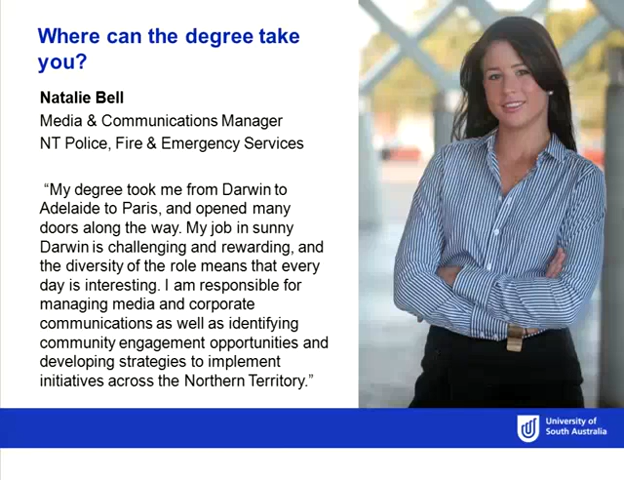 Where can the degree take
you?
Natalie Bell
Media & Communications Manager
NT Police, Fire & Emergency Services
“My degree took me from Darwin to
Adelaide to Paris, and opened many
doors along the way. My job in sunny
Darwin is challenging and rewarding, and
the diversity of the role means that every
day is interesting. I am responsible for
managing media and corporate
communications as well as identifying
community engagement opportunities and
developing strategies to implement
initiatives across the Northern Territory.”
University of
South Australia